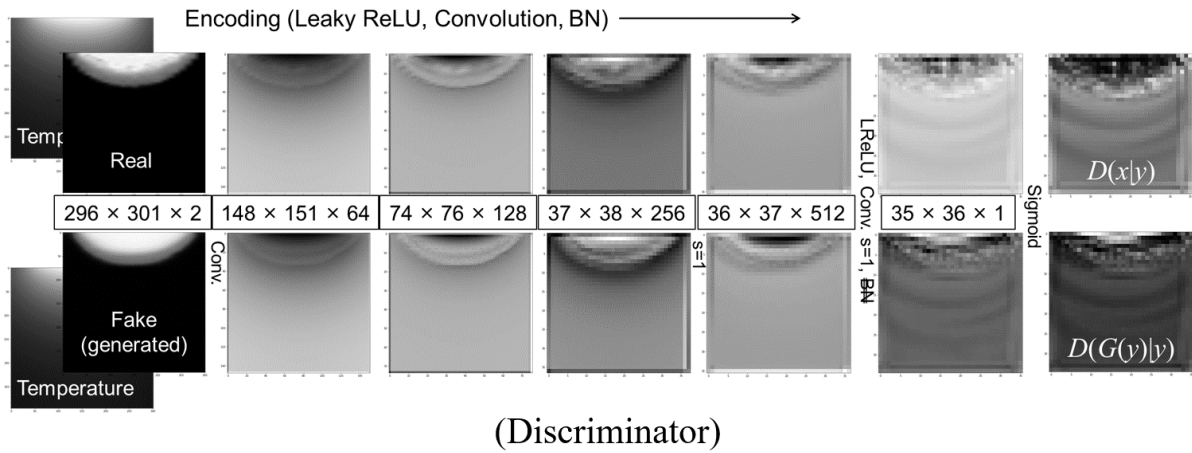 Encoding (Leaky ReLU, Convolution, BN)
Temp
Real
D(x|y)
296 × 301 × 2
148 × 151 × 64
74 × 76 × 128
37 × 38 × 256
36 × 37 × 512
35 × 36 × 1
Conv.
s=1
LReLU, Conv. s=1, BN
Sigmoid
Fake
(generated)
Temperature
D(G(y)|y)
(Discriminator)